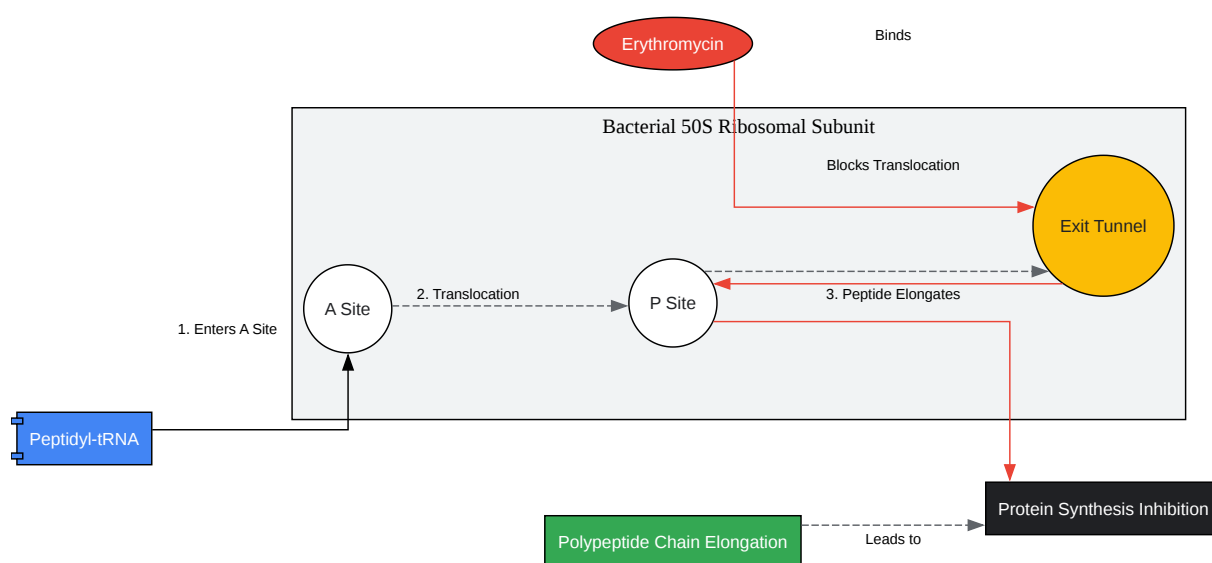 Erythromycin
Binds
Bacterial 50S Ribosomal Subunit
Blocks Translocation
Exit Tunnel
A Site
2. Translocation
P Site
3. Peptide Elongates
1. Enters A Site
Peptidyl-tRNA
Protein Synthesis Inhibition
Polypeptide Chain Elongation
Leads to